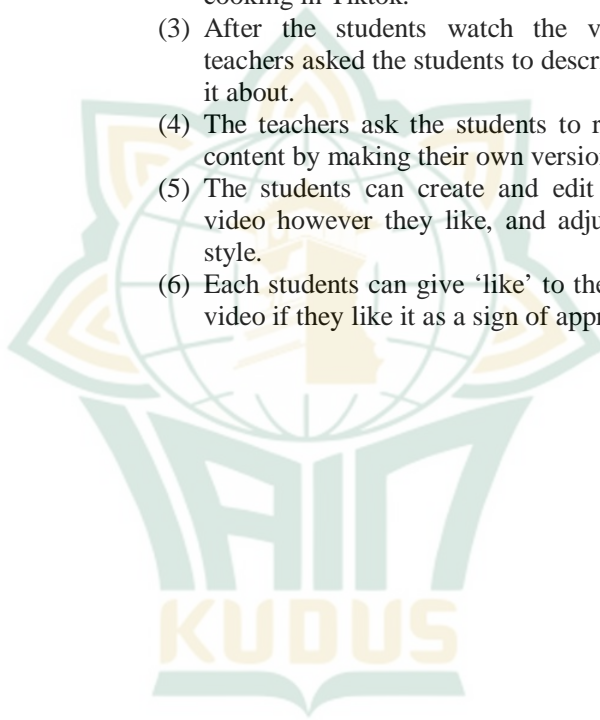 cooking in Tiktok.
(3) After the students watch the v
teachers asked the students to descri
it about.
(4) The teachers ask the students to r
content by making their own version
(5) The students can create and edit
video however they like, and adju
style.
(6) Each students can give ‘like’ to the
video if they like it as a sign of appr
IAIN
KUDUS